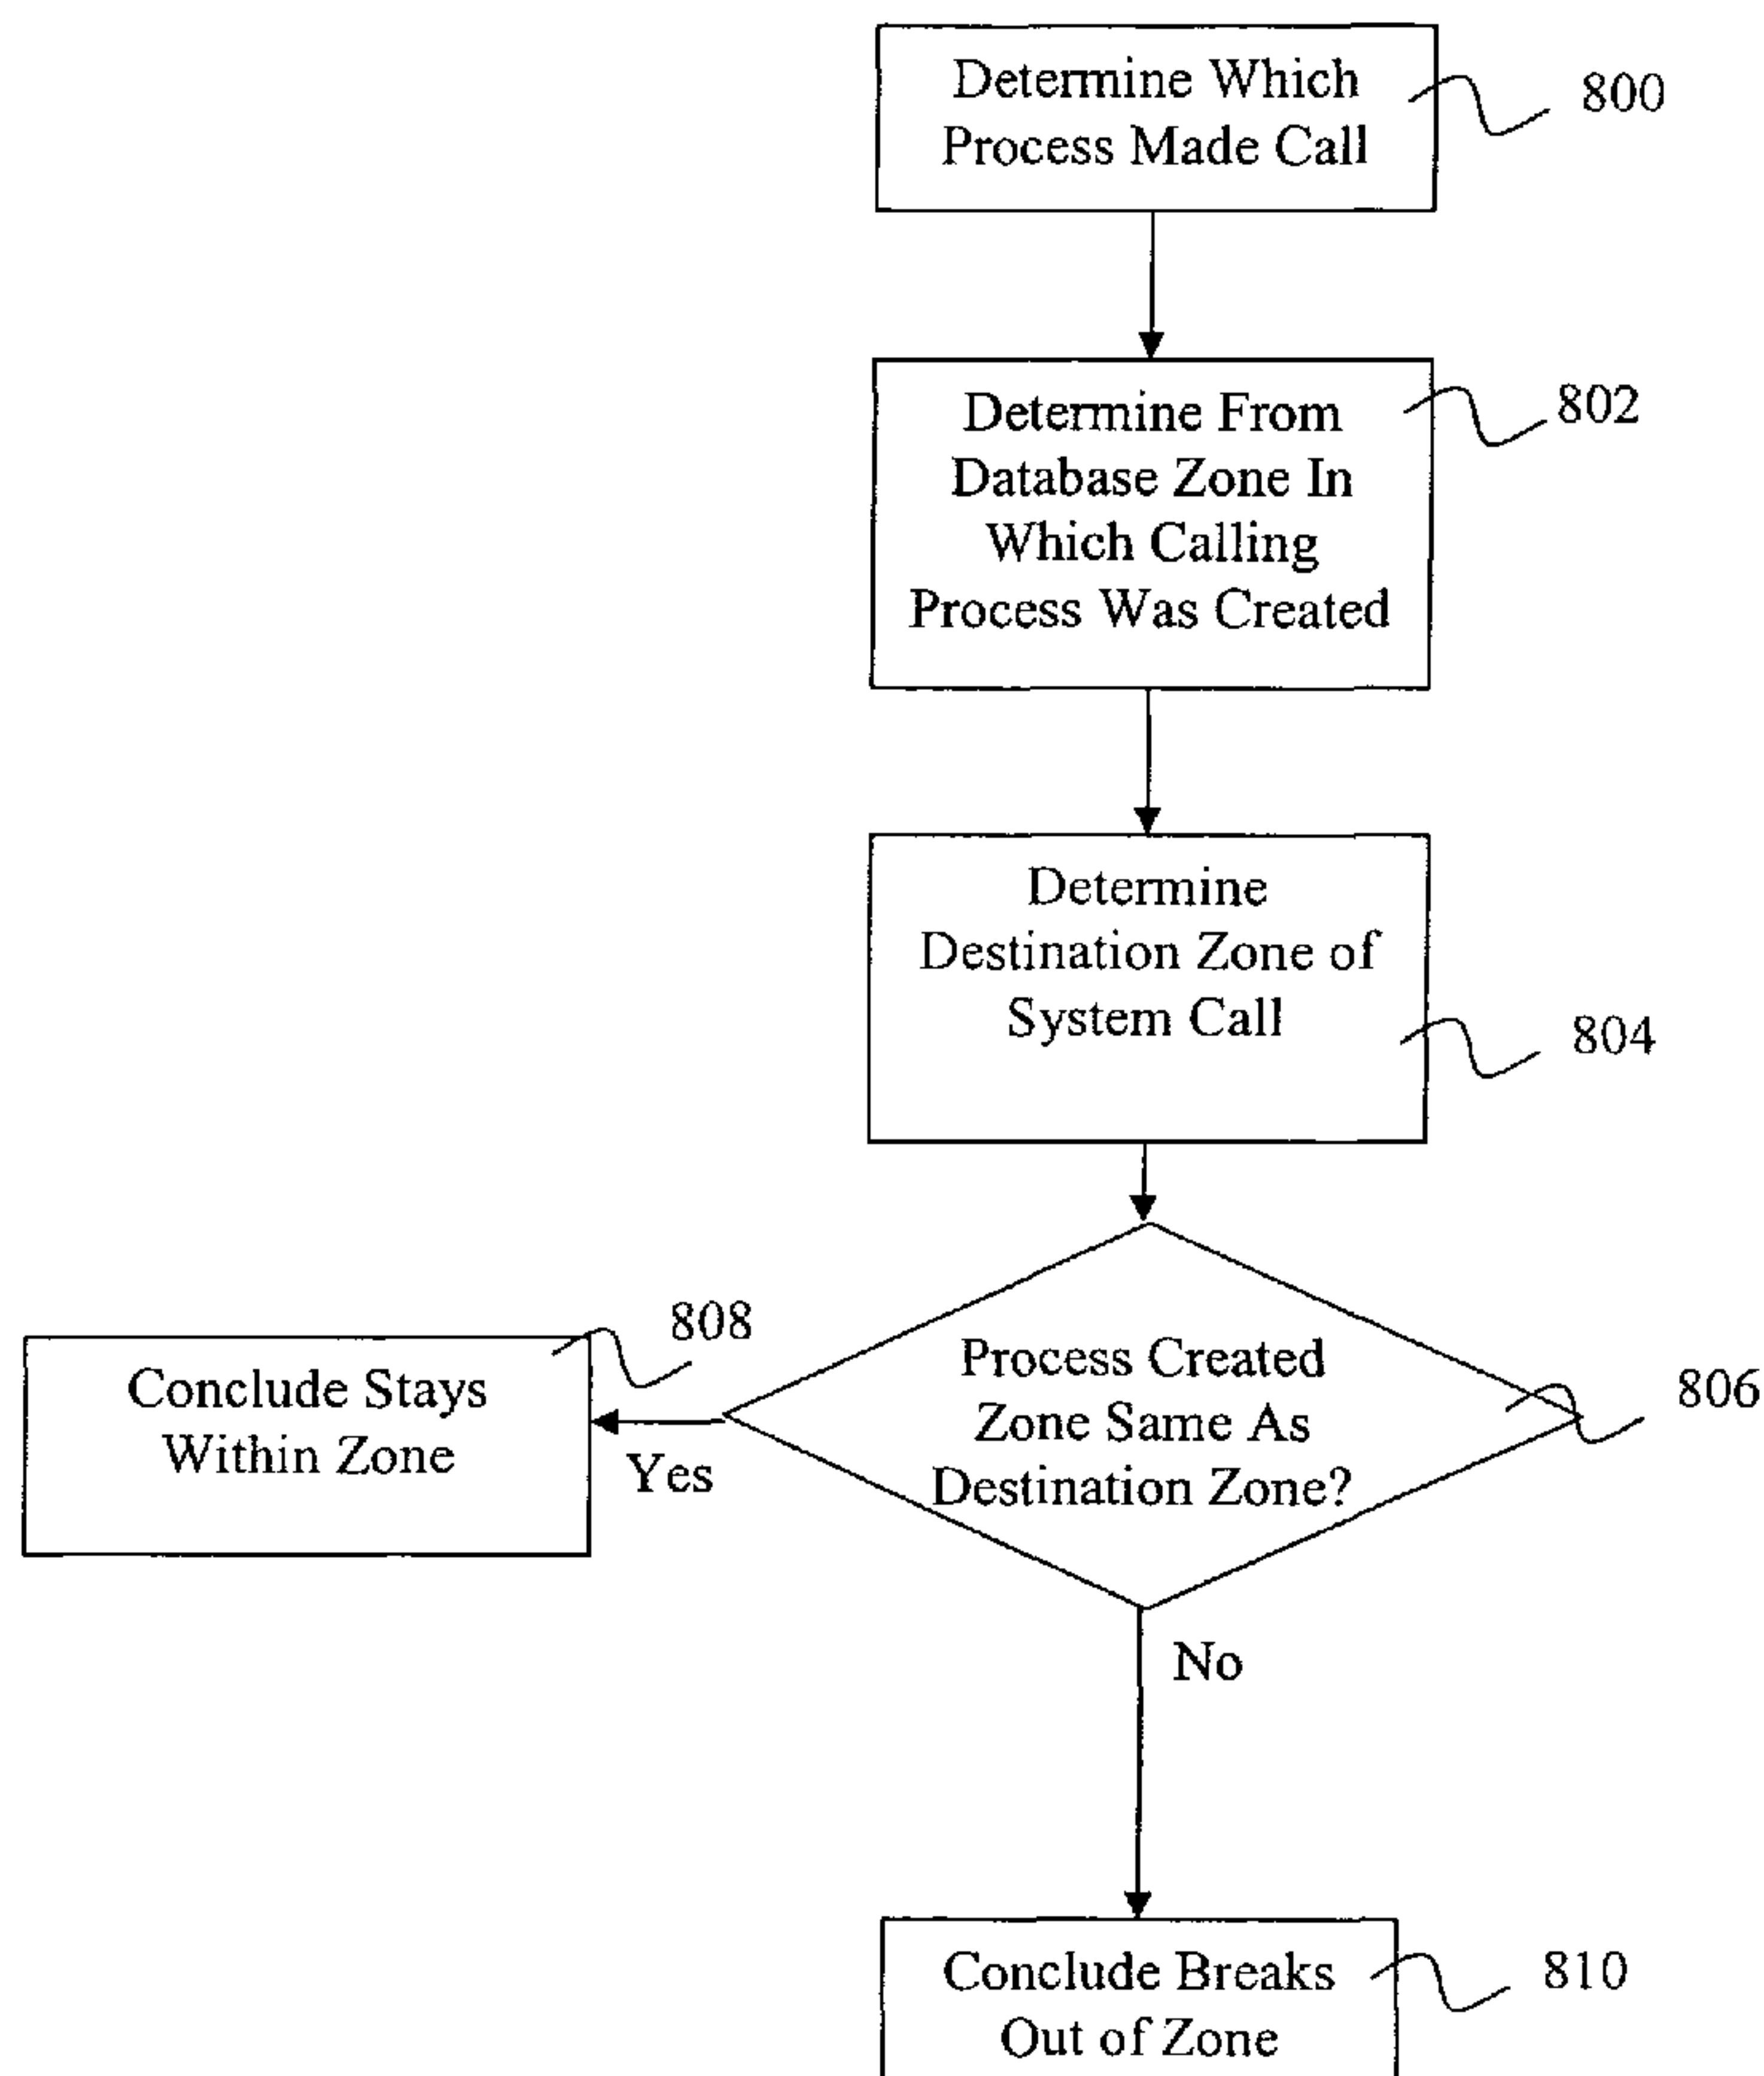 Determine Which
Process Made Call
800
Determine From
Database Zone In
Which Calling
Process Was Created
802
Determine
Destination Zone of
System Call
804
Process Created
Zone Same As
Destination Zone?
806
Yes
808
Conclude Stays
Within Zone
No
Conclude Breaks
Out of Zone
810